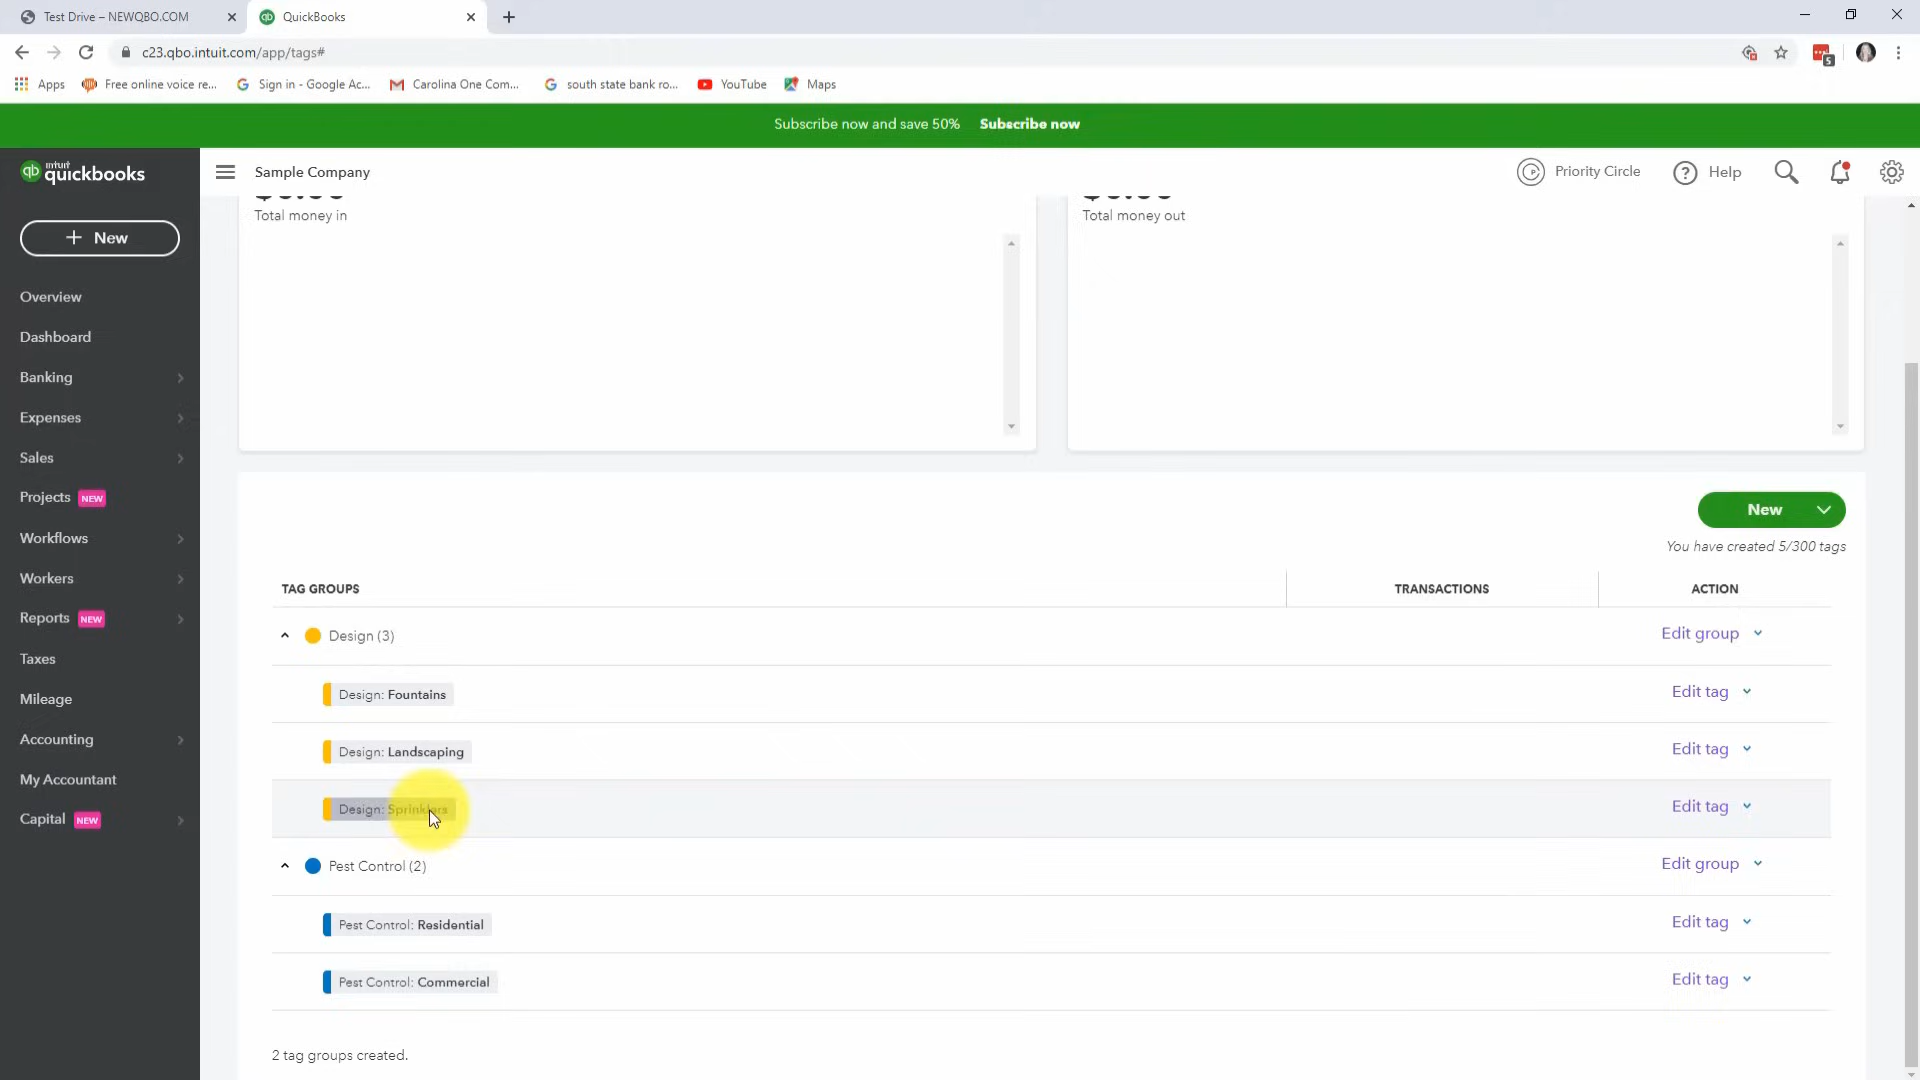 Test Drive – NEWQBO.COM
QuickBooks
c23.qbo.intuit.com/app/tags#
5
Apps
Free online voice re...
Sign in - Google Ac...
Carolina One Com...
south state bank ro...
YouTube
Maps
Subscribe now and save 50% Subscribe now
intuit quickbooks
Sample Company
Priority Circle
Help
New
Overview
Dashboard
Banking
Expenses
Sales
Projects NEW
Workflows
Workers
Reports NEW
Taxes
Mileage
Accounting
My Accountant
Capital NEW
Total money in
Total money out
New
You have created 5/300 tags
TAG GROUPS TRANSACTIONS ACTION
Design (3) Edit group
Design: Fountains Edit tag
Design: Landscaping Edit tag
Design: Sprinklers Edit tag
Pest Control (2) Edit group
Pest Control: Residential Edit tag
Pest Control: Commercial Edit tag
2 tag groups created.